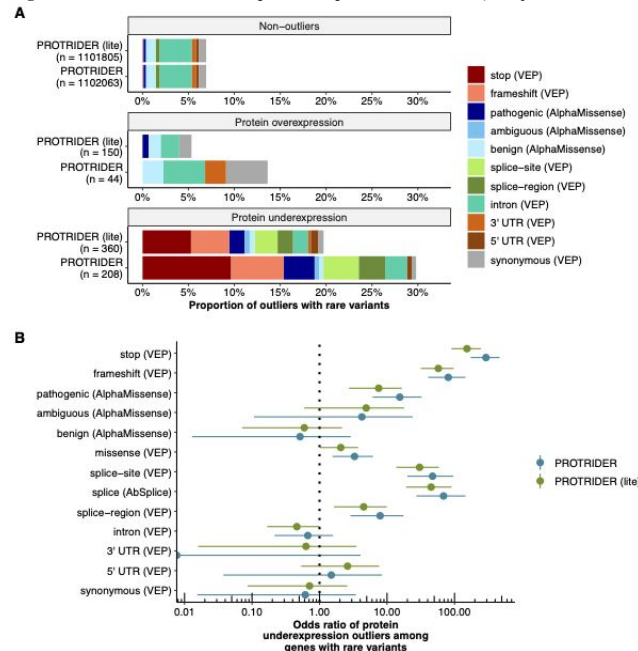 A
Non-outliers
PROTRIDER (lite)
(n = 1101805)
PROTRIDER
(n = 1102063)
0% 10% 20% 30%
0% 5% 10% 15% 20% 25% 30%
Protein overexpression
PROTRIDER (lite)
(n = 150)
PROTRIDER
(n = 44)
0% 5% 10% 15% 20% 25% 30%
Protein underexpression
PROTRIDER (lite)
(n = 360)
PROTRIDER
(n = 208)
0% 5% 10% 15% 20% 25% 30%
Proportion of outliers with rare variants
stop (VEP)
frameshift (VEP)
pathogenic (AlphaMissense)
ambiguous (AlphaMissense)
benign (AlphaMissense)
splice-site (VEP)
splice-region (VEP)
intron (VEP)
3' UTR (VEP)
5' UTR (VEP)
synonymous (VEP)
B
stop (VEP)
frameshift (VEP)
pathogenic (AlphaMissense)
ambiguous (AlphaMissense)
benign (AlphaMissense)
missense (VEP)
splice-site (VEP)
splice (AbSplice)
splice-region (VEP)
intron (VEP)
3' UTR (VEP)
5' UTR (VEP)
synonymous (VEP)
0.01 0.10 1.00 10.00 100.00
Odds ratio of protein
underexpression outliers among
genes with rare variants
PROTRIDER
PROTRIDER (lite)